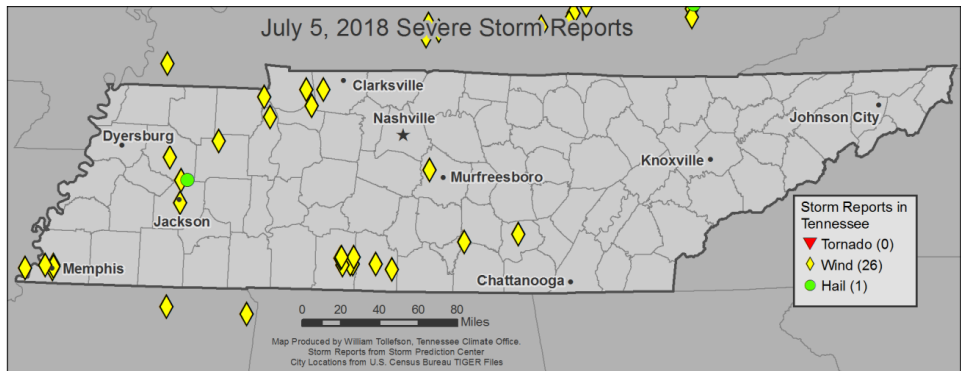 July 5, 2018 Severe Storm Reports
Clarksville
Nashville
Johnson City
Dyersburg
Knoxville
Murfreesboro
Jackson
Storm Reports in
Tennessee
Tornado (0)
Wind (26)
Hail (1)
Memphis
Chattanooga
0 20 40 60 80
Miles
Map Produced by William Tollefson, Tennessee Climate Office.
Storm Reports from Storm Prediction Center
City Locations from U.S. Census Bureau TIGER Files